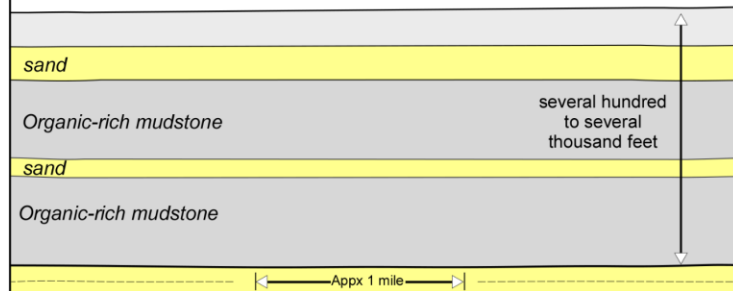 sand
Organic-rich mudstone
several hundred
to several
thousand feet
sand
Organic-rich mudstone
Appx 1 mile